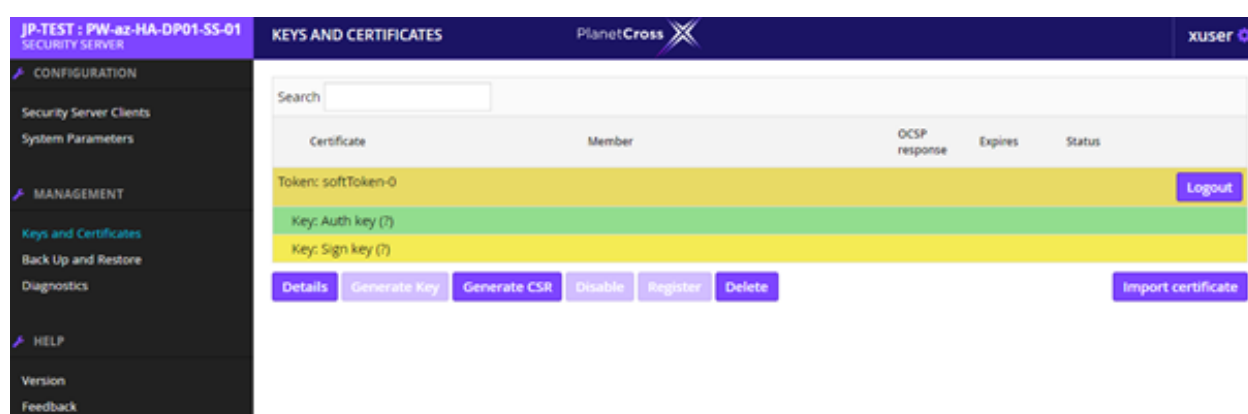 JP-TEST : PW-az-HA-DP01-SS-01
SECURITY SERVER
KEYS AND CERTIFICATES
PlanetCross
xuser
CONFIGURATION
Security Server Clients
System Parameters
MANAGEMENT
Keys and Certificates
Back Up and Restore
Diagnostics
HELP
Version
Feedback
Search
Certificate Member OCSP response Expires Status
Token: softToken-0 Logout
Key: Auth key (?)
Key: Sign key (?)
Details Generate Key Generate CSR Disable Register Delete Import certificate